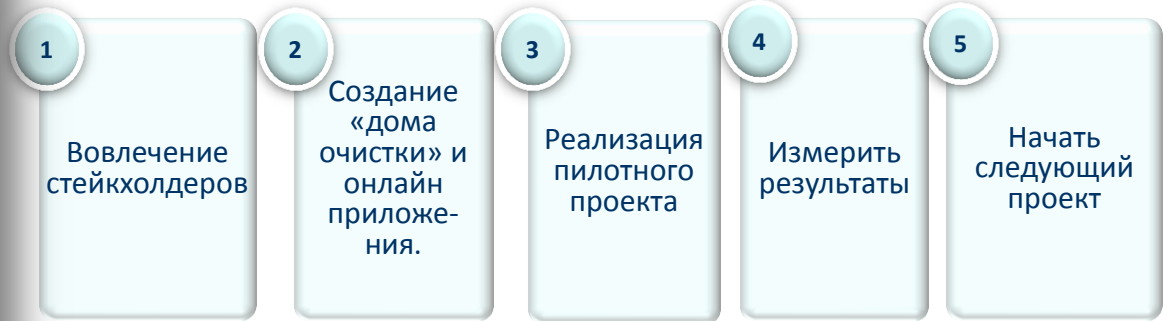 1
Вовлечение
стейкхолдеров
2
Создание
«дома
очистки» и
онлайн
приложе-
ния.
3
Реализация
пилотного
проекта
4
Измерить
результаты
5
Начать
следующий
проект